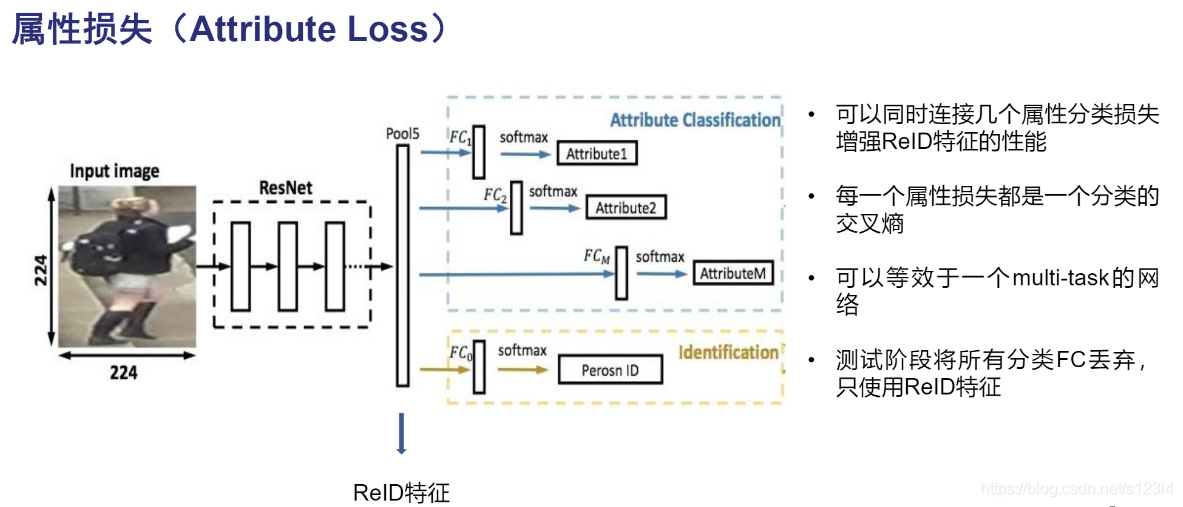 属性损失（Attribute Loss）
Input image
224
224
ResNet
Pool5
Attribute Classification
FC1
softmax
Attribute1
FC2
softmax
Attribute2
FCM
softmax
AttributeM
Identification
FC0
softmax
Perosn ID
ReID特征
• 可以同时连接几个属性分类损失
增强ReID特征的性能
• 每一个属性损失都是一个分类的
交叉熵
• 可以等效于一个multi-task的网
络
• 测试阶段将所有分类FC丢弃，
只使用ReID特征
https://blog.csdn.net/s123l4